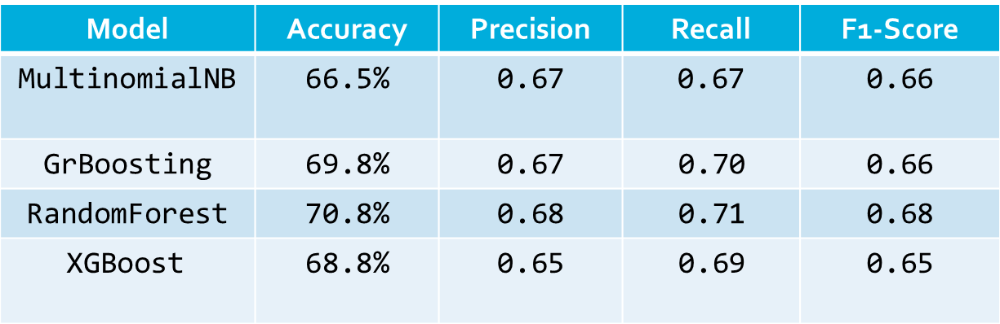 Model Accuracy Precision Recall F1-Score
MultinomialNB 66.5% 0.67 0.67 0.66
GrBoosting 69.8% 0.67 0.70 0.66
RandomForest 70.8% 0.68 0.71 0.68
XGBoost 68.8% 0.65 0.69 0.65